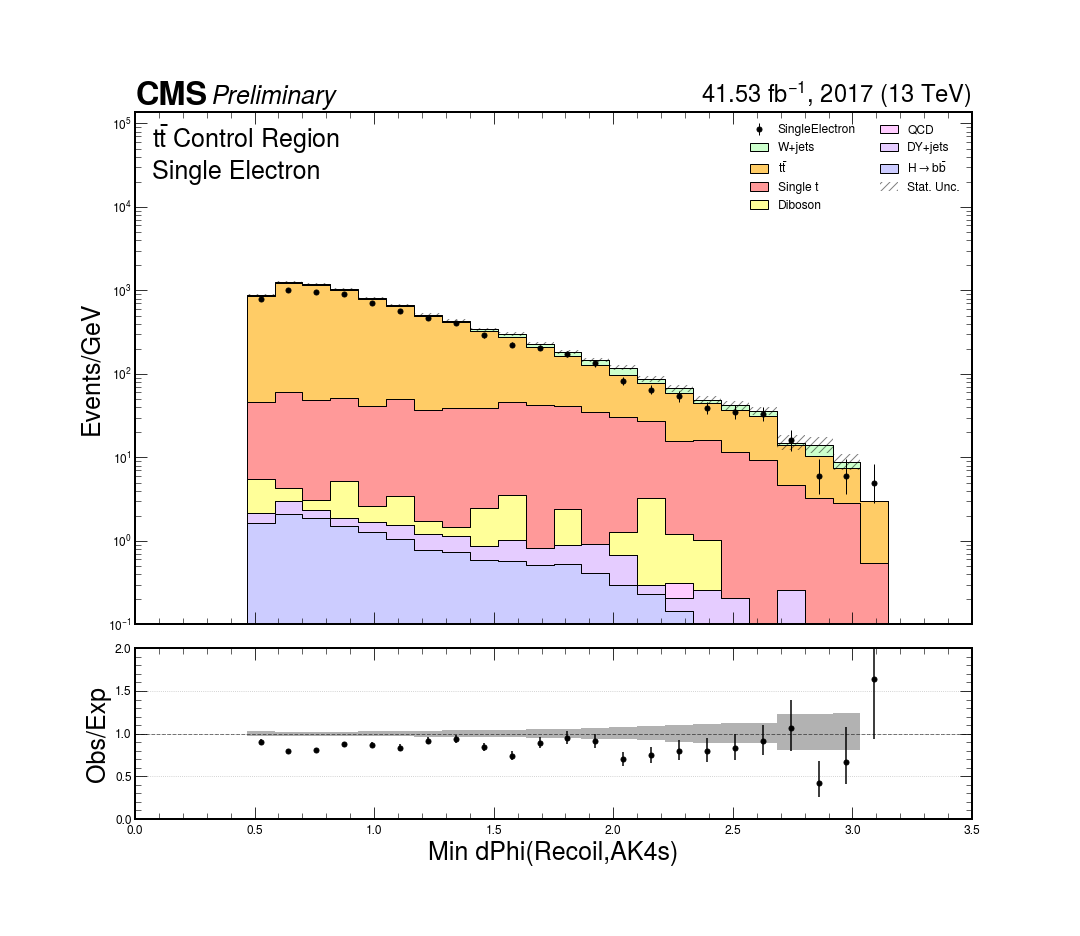 CMS Preliminary
41.53 fb⁻¹, 2017 (13 TeV)
tt̄ Control Region
Single Electron
SingleElectron
W+jets
tt̄
Single t
Diboson
QCD
DY+jets
H→bb̄
Stat. Unc.
Events/GeV
10⁵
10⁴
10³
10²
10¹
10⁰
10⁻¹
Obs/Exp
2.0
1.5
1.0
0.5
0.0
0.0 0.5 1.0 1.5 2.0 2.5 3.0 3.5
Min dPhi(Recoil,AK4s)